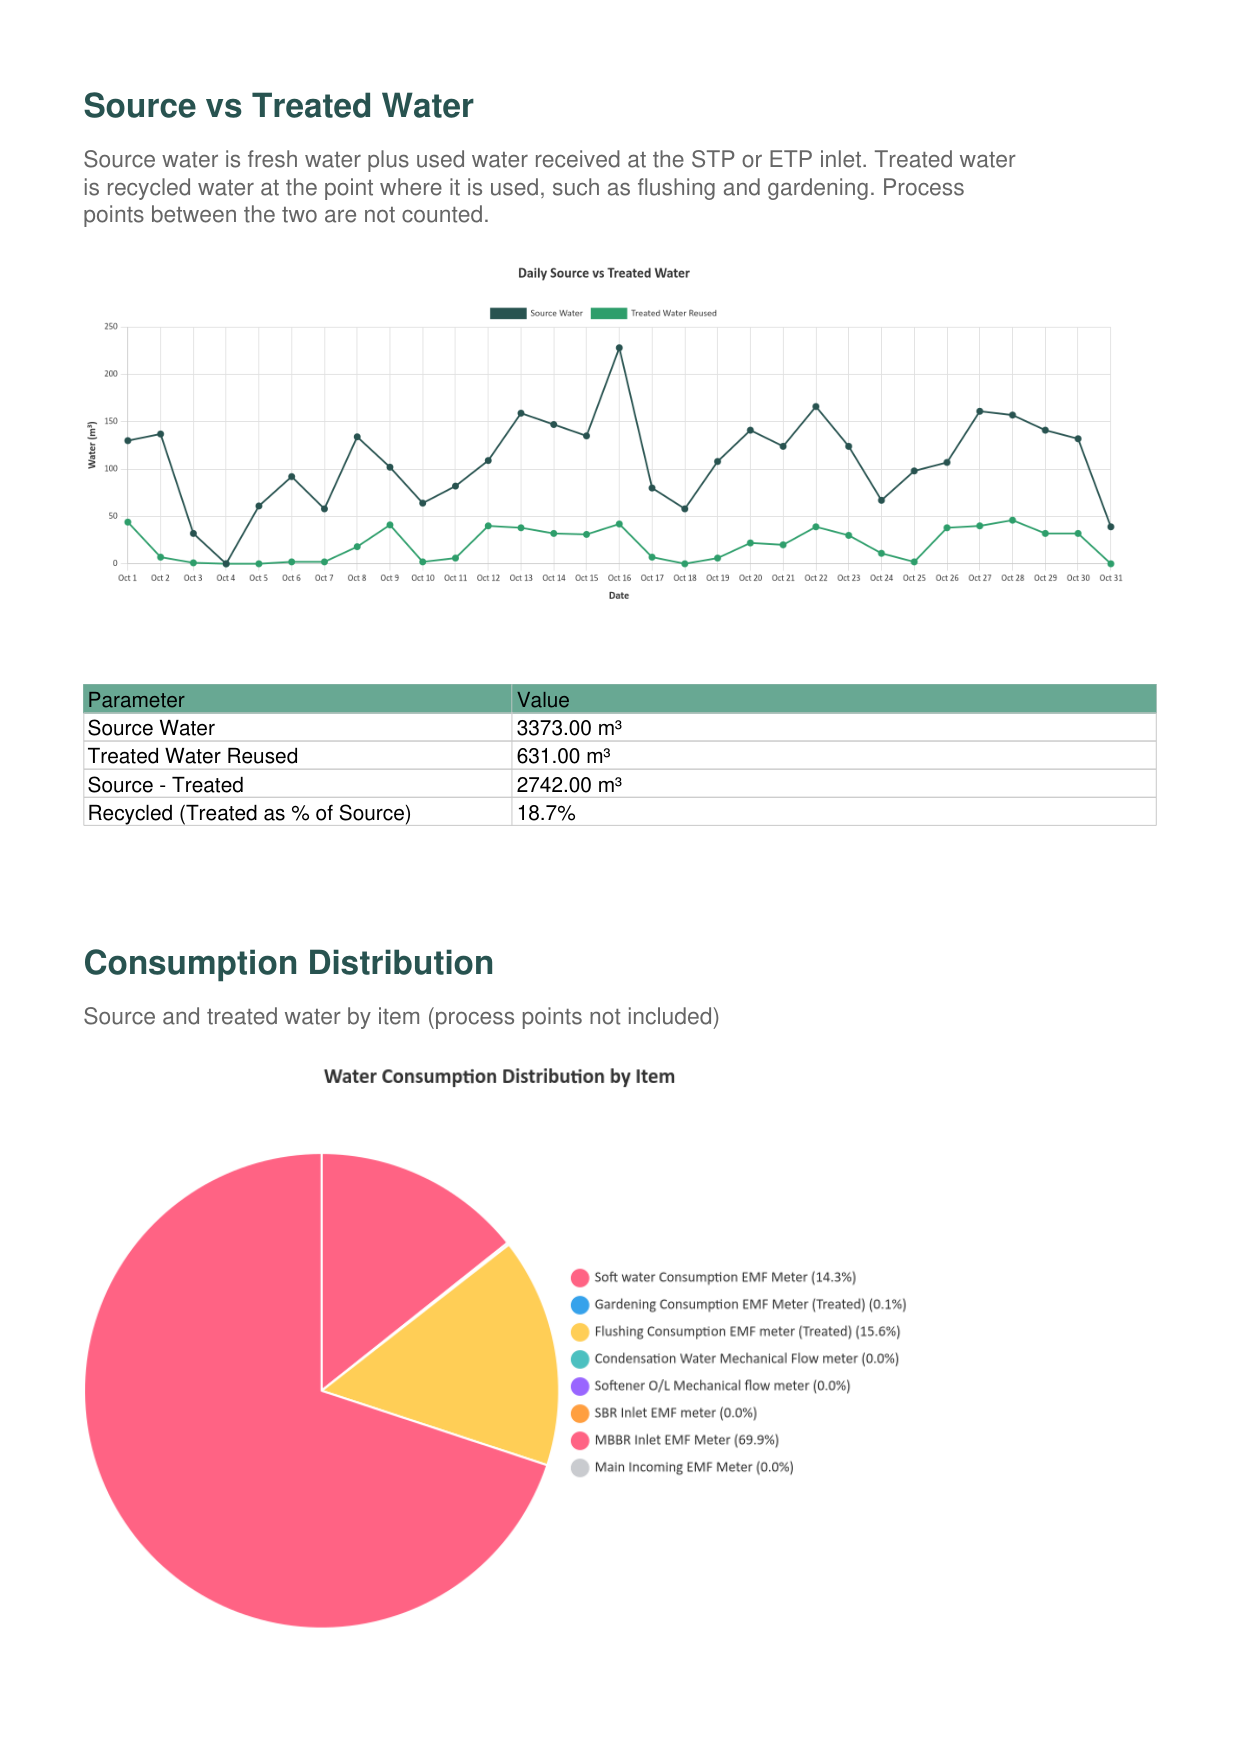 Source vs Treated Water
Source water is fresh water plus used water received at the STP or ETP inlet. Treated water
is recycled water at the point where it is used, such as flushing and gardening. Process
points between the two are not counted.
Daily Source vs Treated Water
Source Water Treated Water Reused
250
200
150
100
50
0
Water (m³)
Oct 1 Oct 2 Oct 3 Oct 4 Oct 5 Oct 6 Oct 7 Oct 8 Oct 9 Oct 10 Oct 11 Oct 12 Oct 13 Oct 14 Oct 15 Oct 16 Oct 17 Oct 18 Oct 19 Oct 20 Oct 21 Oct 22 Oct 23 Oct 24 Oct 25 Oct 26 Oct 27 Oct 28 Oct 29 Oct 30 Oct 31
Date
Parameter Value
Source Water 3373.00 m³
Treated Water Reused 631.00 m³
Source - Treated 2742.00 m³
Recycled (Treated as % of Source) 18.7%
Consumption Distribution
Source and treated water by item (process points not included)
Water Consumption Distribution by Item
Soft water Consumption EMF Meter (14.3%)
Gardening Consumption EMF Meter (Treated) (0.1%)
Flushing Consumption EMF meter (Treated) (15.6%)
Condensation Water Mechanical Flow meter (0.0%)
Softener O/L Mechanical flow meter (0.0%)
SBR Inlet EMF meter (0.0%)
MBBR Inlet EMF Meter (69.9%)
Main Incoming EMF Meter (0.0%)